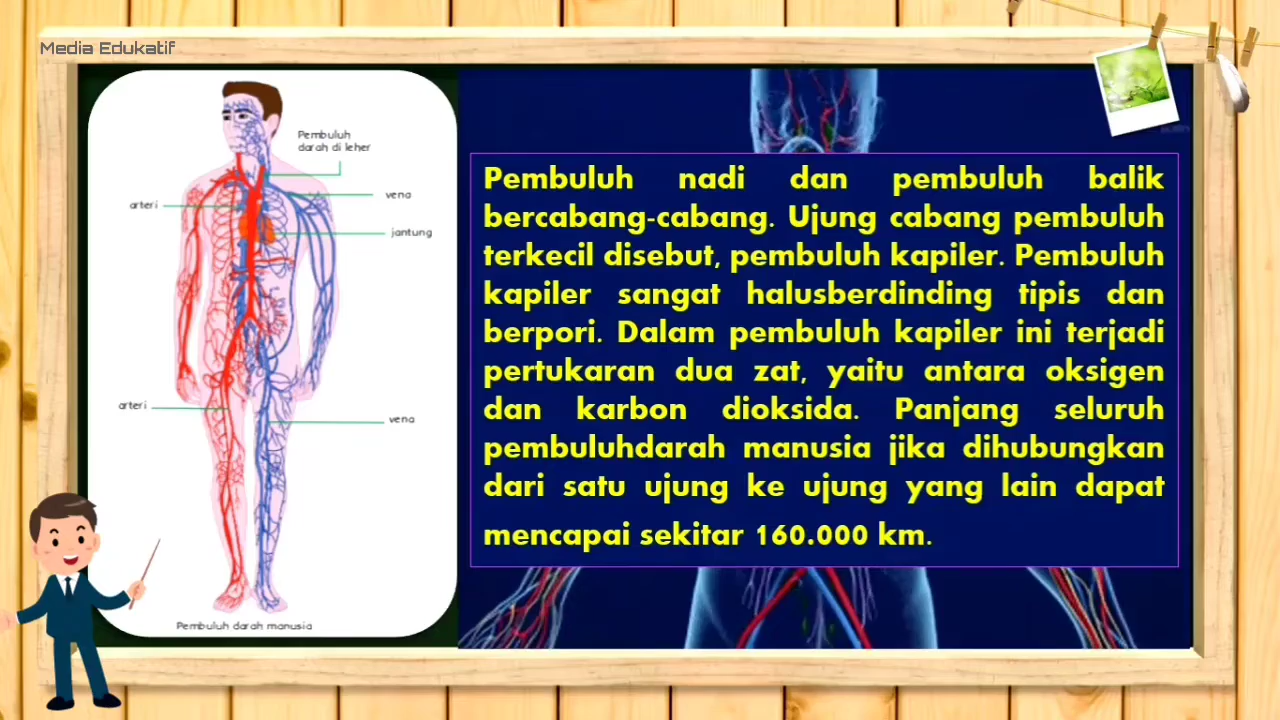 Media Edukatif
Pembuluh
darah di leher
arteri
vena
jantung
arteri
vena
Pembuluh darah manusia
Pembuluh nadi dan pembuluh balik
bercabang-cabang. Ujung cabang pembuluh
terkecil disebut, pembuluh kapiler. Pembuluh
kapiler sangat halusberdinding tipis dan
berpori. Dalam pembuluh kapiler ini terjadi
pertukaran dua zat, yaitu antara oksigen
dan karbon dioksida. Panjang seluruh
pembuluhdarah manusia jika dihubungkan
dari satu ujung ke ujung yang lain dapat
mencapai sekitar 160.000 km.